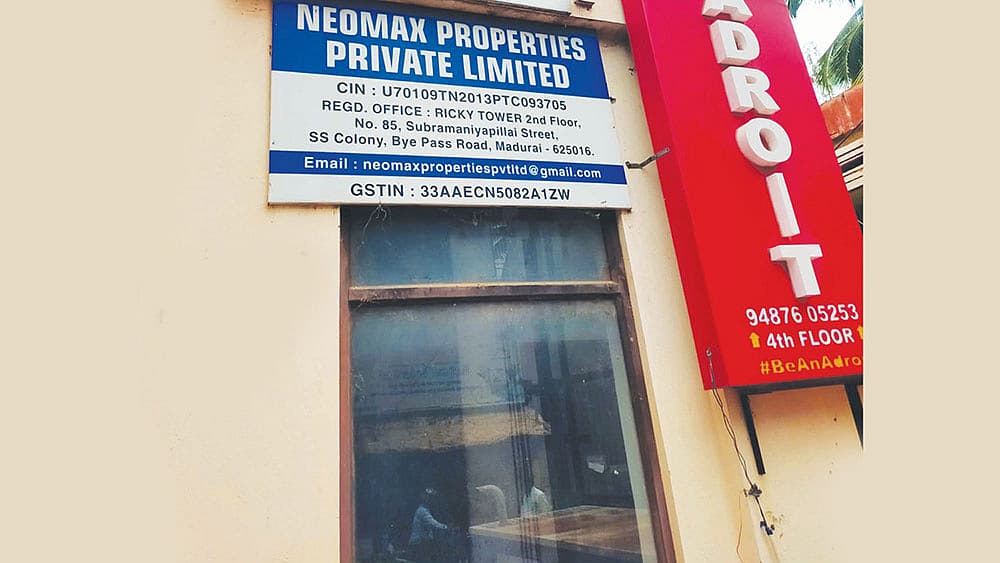 NEOMAX PROPERTIES
PRIVATE LIMITED
CIN : U70109TN2013PTC093705
REGD. OFFICE : RICKY TOWER 2nd Floor,
No. 85, Subramaniyapillai Street,
SS Colony, Bye Pass Road, Madurai - 625016.
Email : neomaxpropertiespvtltd@gmail.com
GSTIN : 33AAECN5082A1ZW
ADROIT
94876 05253
4th FLOOR
#BeAnAdro